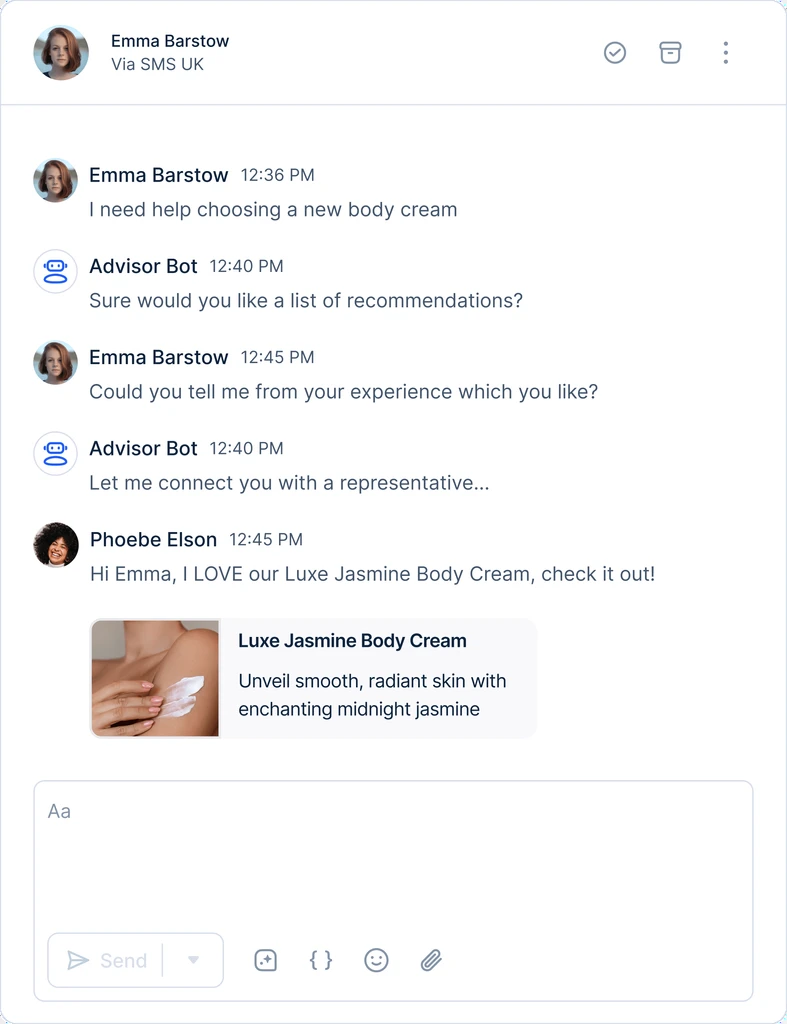 Emma Barstow
Via SMS UK
Emma Barstow 12:36 PM
I need help choosing a new body cream
Advisor Bot 12:40 PM
Sure would you like a list of recommendations?
Emma Barstow 12:45 PM
Could you tell me from your experience which you like?
Advisor Bot 12:40 PM
Let me connect you with a representative...
Phoebe Elson 12:45 PM
Hi Emma, I LOVE our Luxe Jasmine Body Cream, check it out!
Luxe Jasmine Body Cream
Unveil smooth, radiant skin with
enchanting midnight jasmine
Aa
Send